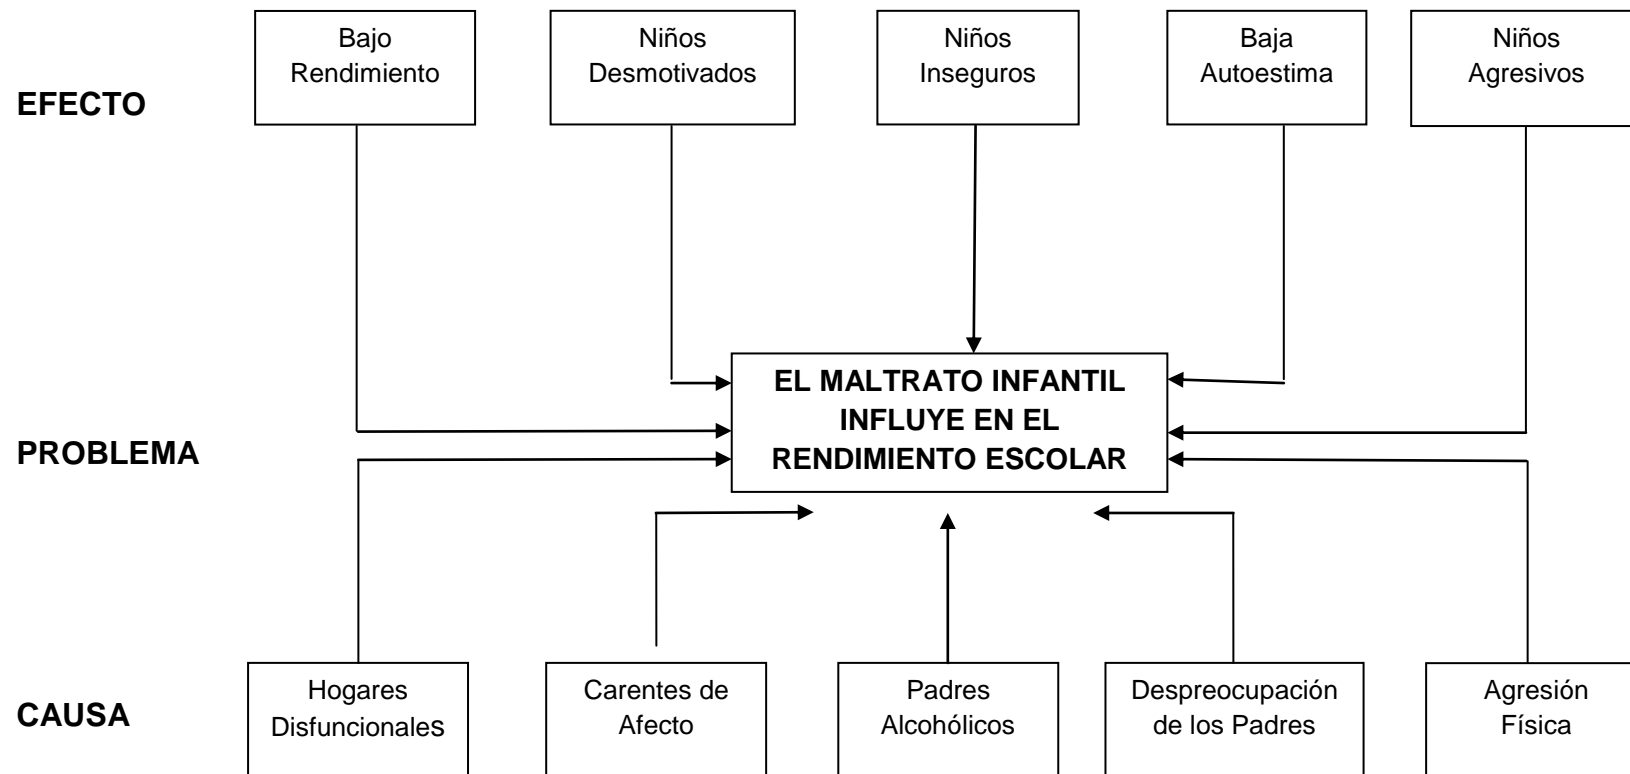 Bajo
Rendimiento
Niños
Desmotivados
Niños
Inseguros
Baja
Autoestima
Niños
Agresivos
EFECTO
EL MALTRATO INFANTIL
INFLUYE EN EL
RENDIMIENTO ESCOLAR
PROBLEMA
Hogares
Disfuncionales
Carentes de
Afecto
Padres
Alcohólicos
Despreocupación
de los Padres
Agresión
Física
CAUSA